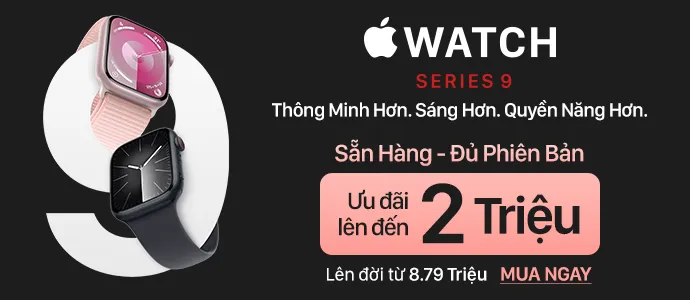 WATCH
SERIES 9
Thông Minh Hơn. Sáng Hơn. Quyền Năng Hơn.
Sẵn Hàng - Đủ Phiên Bản
Ưu đãi
lên đến
2 Triệu
Lên đời từ 8.79 Triệu MUA NGAY
9